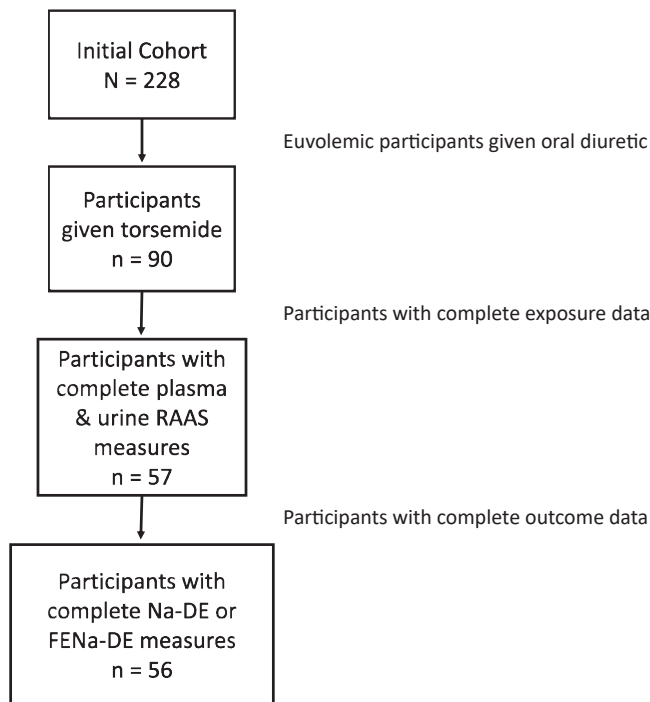 Initial Cohort
N = 228
Euvolemic participants given oral diuretic
Participants
given torsemide
n = 90
Participants with complete exposure data
Participants with
complete plasma
& urine RAAS
measures
n = 57
Participants with complete outcome data
Participants with
complete Na-DE or
FENa-DE measures
n = 56